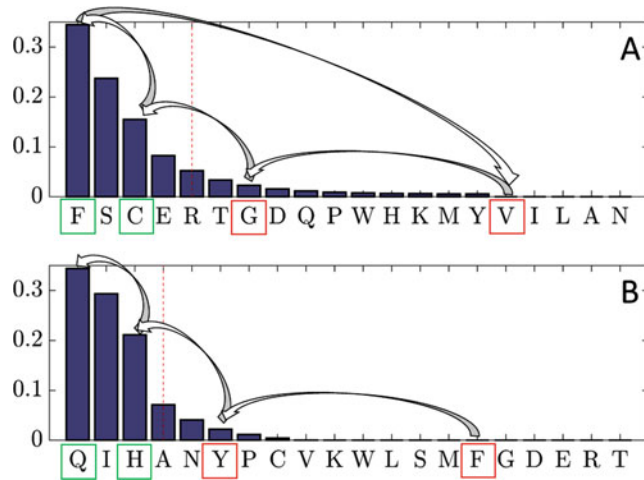 A
0.3
0.2
0.1
0
F S C E R T G D Q P W H K M Y V I L A N
B
0.3
0.2
0.1
0
Q I H A N Y P C V K W L S M F G D E R T